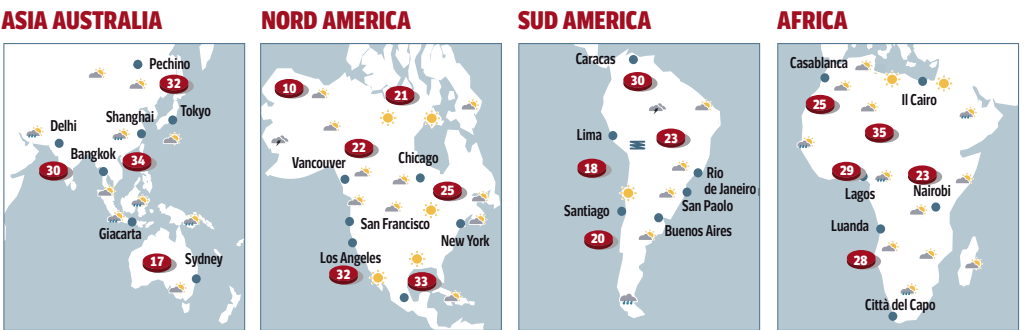 ASIA AUSTRALIA
Pechino
32
Shanghai
Tokyo
Delhi
Bangkok
34
30
Giacarta
17
Sydney
NORD AMERICA
10
21
22
Vancouver
Chicago
25
San Francisco
New York
Los Angeles
32
33
SUD AMERICA
Caracas
30
Lima
23
18
Rio
de Janeiro
San Paolo
Santiago
Buenos Aires
20
AFRICA
Casablanca
Il Cairo
25
35
29
23
Lagos
Nairobi
Luanda
28
Città del Capo